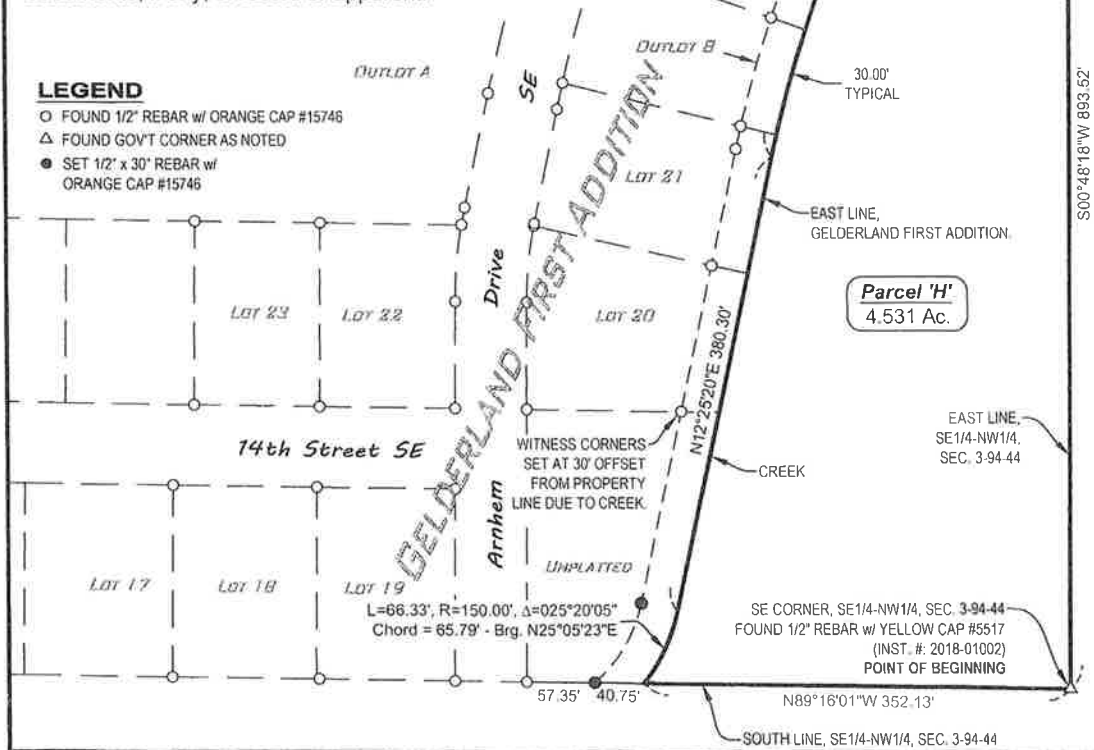 OUTLOT A
SE
OUTLOT B
30.00'
TYPICAL
S00°48'18"W 893.52'
LEGEND
FOUND 1/2" REBAR w/ ORANGE CAP #15746
FOUND GOV'T CORNER AS NOTED
SET 1/2" x 30" REBAR w/
ORANGE CAP #15746
LOT 21
EAST LINE,
GELDERLAND FIRST ADDITION.
Parcel 'H'
4.531 Ac.
LOT 23
LOT 22
Drive
LOT 20
GELDERLAND FIRST ADDITION
N12°25'20"E 380.30'
14th Street SE
WITNESS CORNERS
SET AT 30' OFFSET
FROM PROPERTY
LINE DUE TO CREEK.
CREEK
EAST LINE,
SE1/4-NW1/4,
SEC. 3-94-44
Arnhem
UNPLATTED
LOT 17
LOT 18
LOT 19
L=66.33', R=150.00', Δ=025°20'05"
Chord = 65.79' - Brg. N25°05'23"E
SE CORNER, SE1/4-NW1/4, SEC. 3-94-44
FOUND 1/2" REBAR w/ YELLOW CAP #5517
(INST. #: 2018-01002)
POINT OF BEGINNING
57.35'
40.75'
N89°16'01"W 352.13'
SOUTH LINE, SE1/4-NW1/4, SEC. 3-94-44